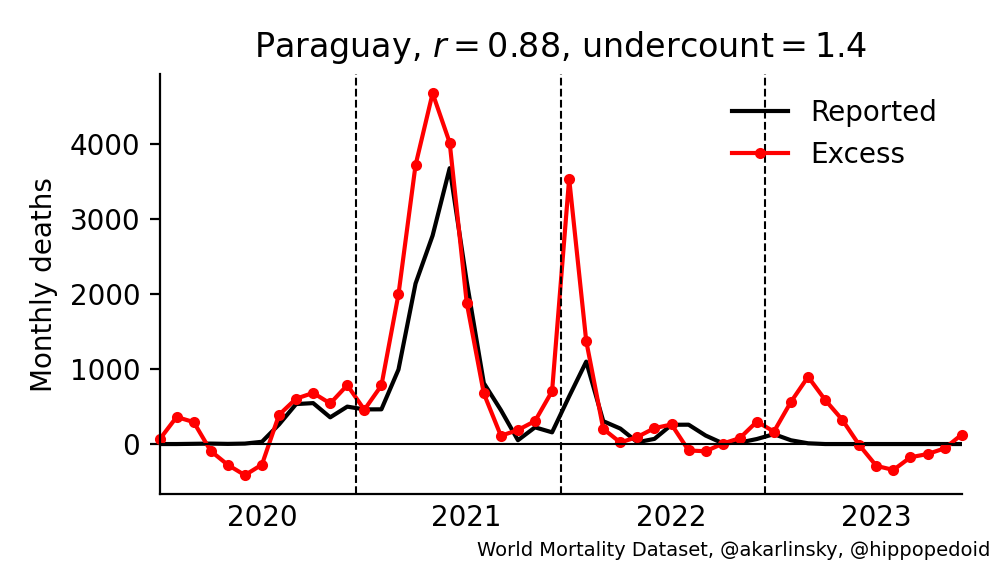 Paraguay, r = 0.88, undercount = 1.4
Monthly deaths
4000
3000
2000
1000
0
Reported
Excess
2020 2021 2022 2023
World Mortality Dataset, @akarlinsky, @hippopedoid